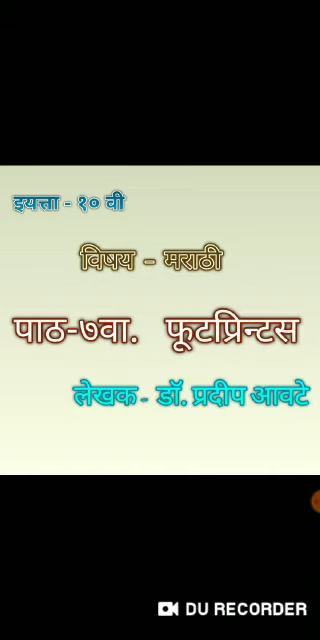 इयत्ता - १० वी
विषय - मराठी
पाठ-७वा. फूटप्रिन्टस
लेखक - डॉ. प्रदीप आवटे
DU RECORDER